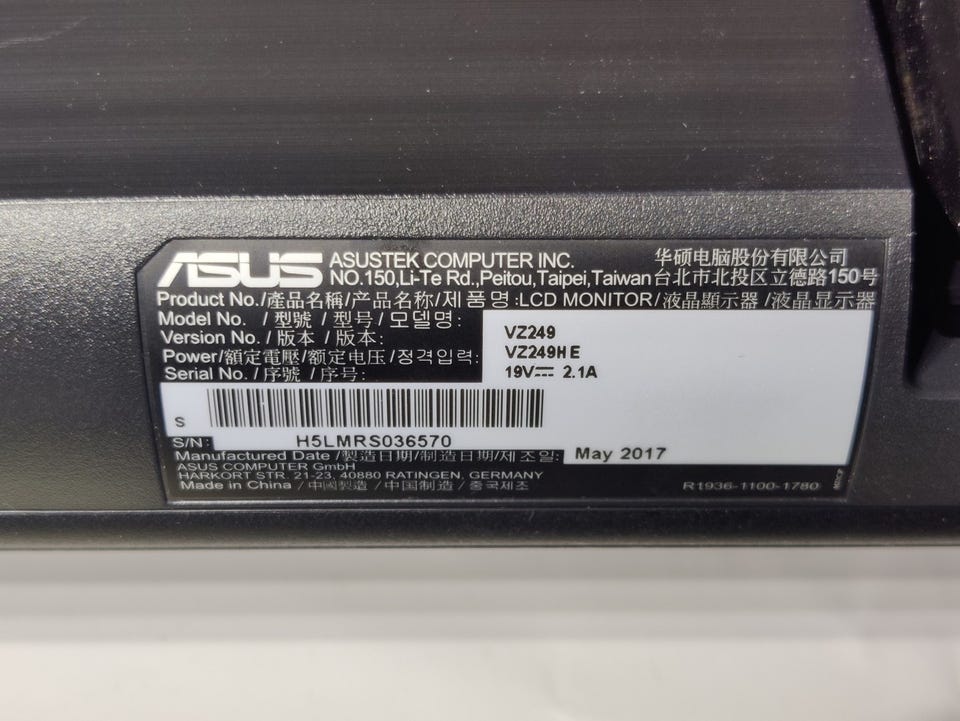 ASUS ASUSTEK COMPUTER INC. 华硕电脑股份有限公司
NO.150,Li-Te Rd.,Peitou,Taipei,Taiwan 台北市北投区立德路150号
Product No./產品名稱/产品名称/제품명:LCD MONITOR/液晶顯示器/液晶显示器
Model No. /型號/型号/모델명:
VZ249
Version No./版本/版本:
VZ249HE
Power/額定電壓/额定电压/정격입력:
19V⎓ 2.1A
Serial No./序號/序号:
S
S/N: H5LMRS036570
Manufactured Date/製造日期/制造日期/제조일: May 2017
ASUS COMPUTER GmbH
HARKORT STR. 21-23, 40880 RATINGEN, GERMANY
Made in China /中國製造/中国制造/중국제조 R1936-1100-1780